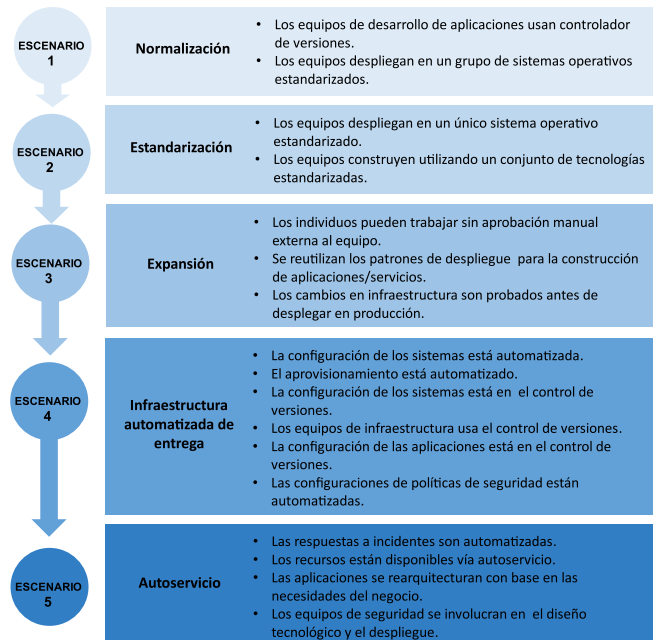 ESCENARIO
1
Normalización
• Los equipos de desarrollo de aplicaciones usan controlador
de versiones.
• Los equipos despliegan en un grupo de sistemas operativos
estandarizados.
ESCENARIO
2
Estandarización
• Los equipos despliegan en un único sistema operativo
estandarizado.
• Los equipos construyen utilizando un conjunto de tecnologías
estandarizadas.
ESCENARIO
3
Expansión
• Los individuos pueden trabajar sin aprobación manual
externa al equipo.
• Se reutilizan los patrones de despliegue para la construcción
de aplicaciones/servicios.
• Los cambios en infraestructura son probados antes de
desplegar en producción.
ESCENARIO
4
Infraestructura
automatizada de
entrega
• La configuración de los sistemas está automatizada.
• El aprovisionamiento está automatizado.
• La configuración de los sistemas está en el control de
versiones.
• Los equipos de infraestructura usa el control de versiones.
• La configuración de las aplicaciones está en el control de
versiones.
• Las configuraciones de políticas de seguridad están
automatizadas.
ESCENARIO
5
Autoservicio
• Las respuestas a incidentes son automatizadas.
• Los recursos están disponibles vía autoservicio.
• Las aplicaciones se rearquitecturan con base en las
necesidades del negocio.
• Los equipos de seguridad se involucran en el diseño
tecnológico y el despliegue.